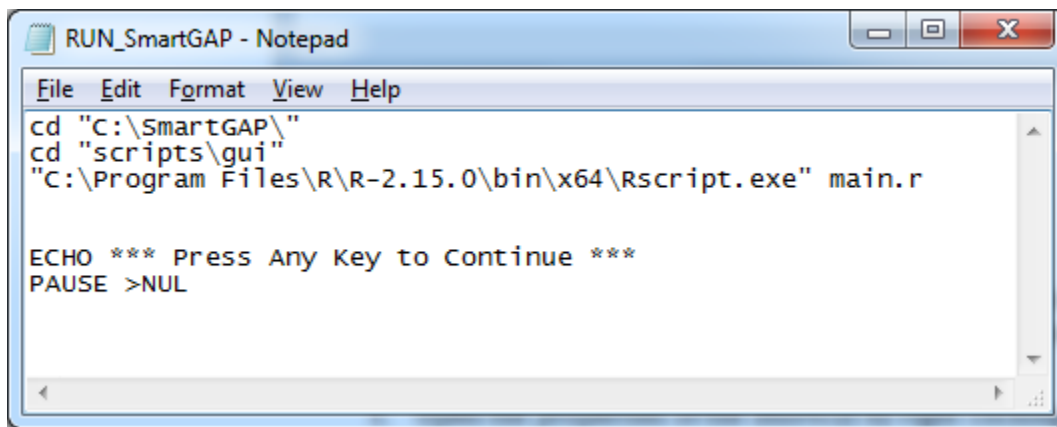 RUN_SmartGAP - Notepad
File Edit Format View Help
cd "C:\SmartGAP\"
cd "scripts\gui"
"C:\Program Files\R\R-2.15.0\bin\x64\Rscript.exe" main.r
ECHO *** Press Any Key to Continue ***
PAUSE >NUL